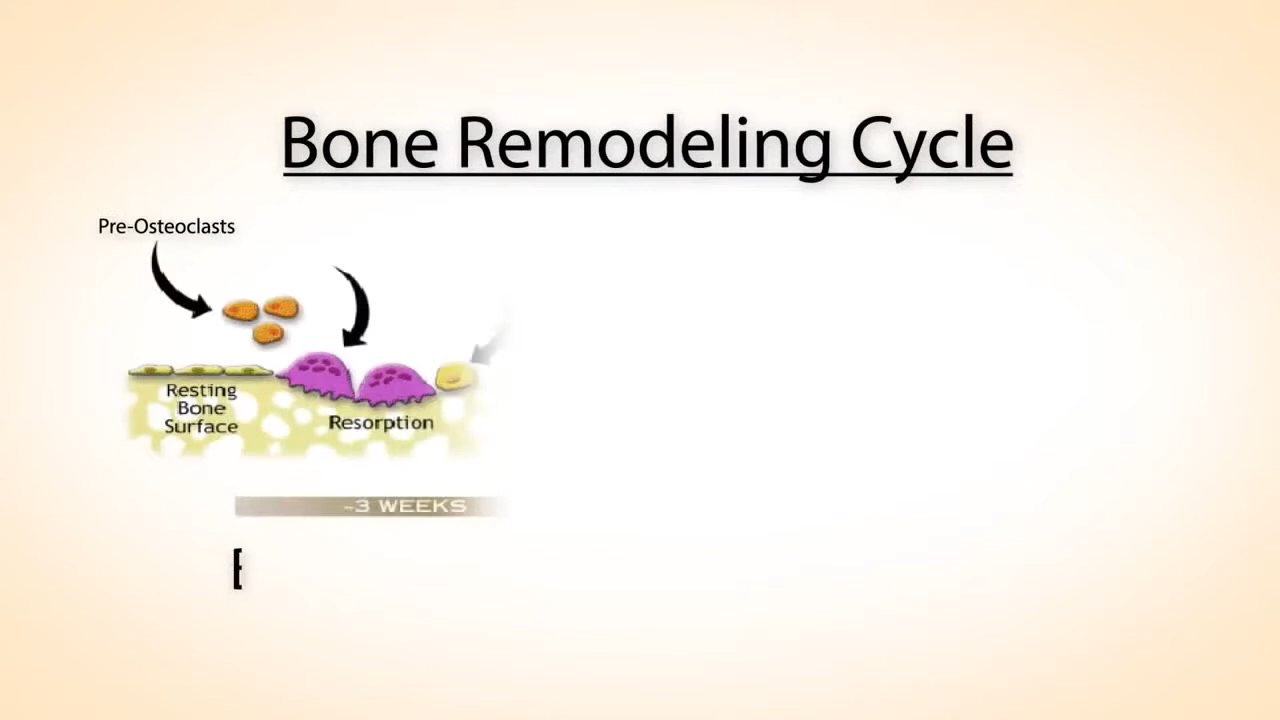 Bone Remodeling Cycle
Pre-Osteoclasts
Resting
Bone
Surface
Resorption
~3 WEEKS